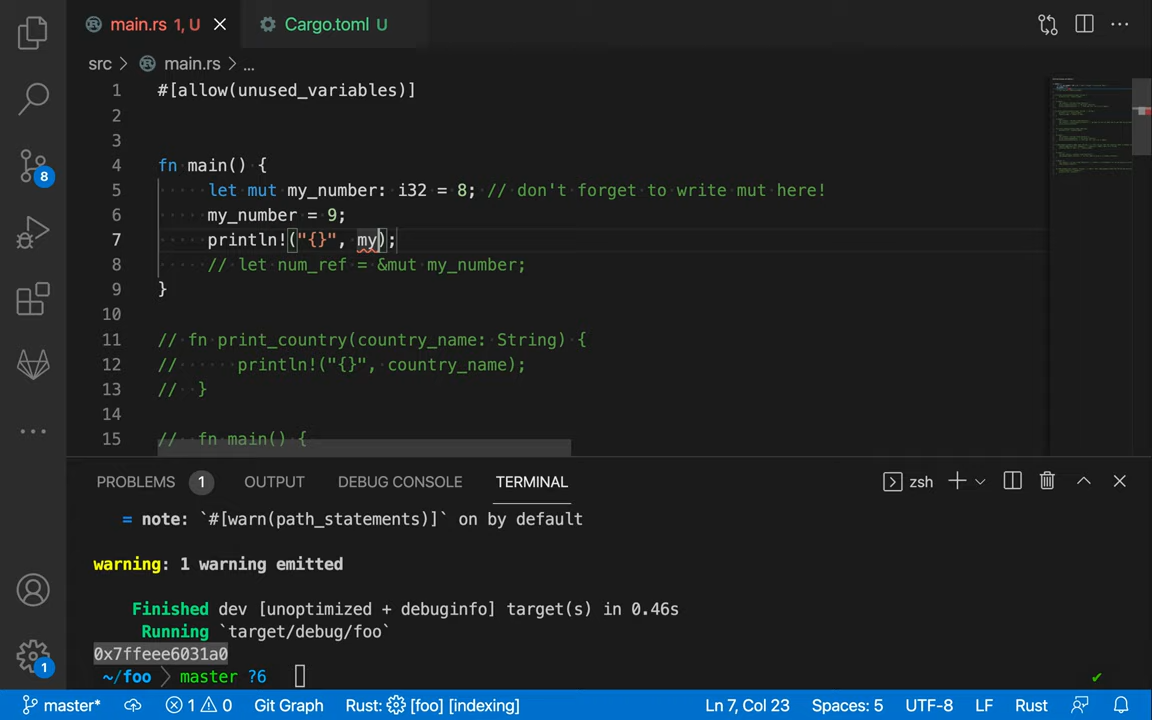 main.rs 1, U
Cargo.toml U
src > main.rs > ...
1 #[allow(unused_variables)]
2
3
4 fn main() {
5 let mut my_number: i32 = 8; // don't forget to write mut here!
6 my_number = 9;
7 println!("{}", my);
8 // let num_ref = &mut my_number;
9 }
10
11 // fn print_country(country_name: String) {
12 // println!("{}", country_name);
13 // }
14
15 // fn main() {
8
PROBLEMS 1 OUTPUT DEBUG CONSOLE TERMINAL zsh
= note: `#[warn(path_statements)]` on by default
warning: 1 warning emitted
Finished dev [unoptimized + debuginfo] target(s) in 0.46s
Running `target/debug/foo`
0x7ffeee6031a0
~/foo master ?6
1
master* 1 0 Git Graph Rust: [foo] [indexing] Ln 7, Col 23 Spaces: 5 UTF-8 LF Rust